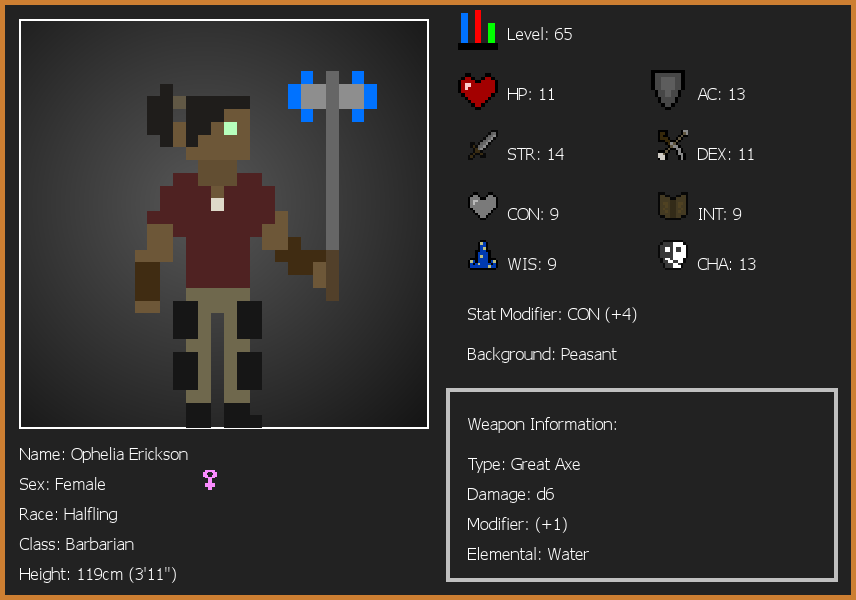 Level: 65
HP: 11
AC: 13
STR: 14
DEX: 11
CON: 9
INT: 9
WIS: 9
CHA: 13
Stat Modifier: CON (+4)
Background: Peasant
Weapon Information:
Type: Great Axe
Damage: d6
Modifier: (+1)
Elemental: Water
Name: Ophelia Erickson
Sex: Female
Race: Halfling
Class: Barbarian
Height: 119cm (3'11")